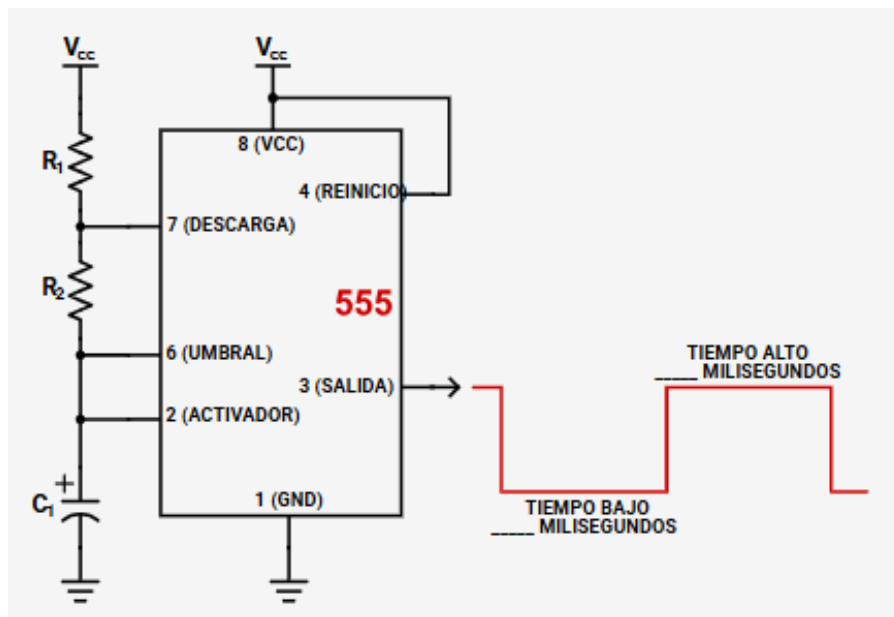 Vcc
Vcc
8 (VCC)
R1
4 (REINICIO)
7 (DESCARGA)
R2
555
6 (UMBRAL)
TIEMPO ALTO
_____ MILISEGUNDOS
3 (SALIDA)
2 (ACTIVADOR)
+
C1
1 (GND)
TIEMPO BAJO
_____ MILISEGUNDOS